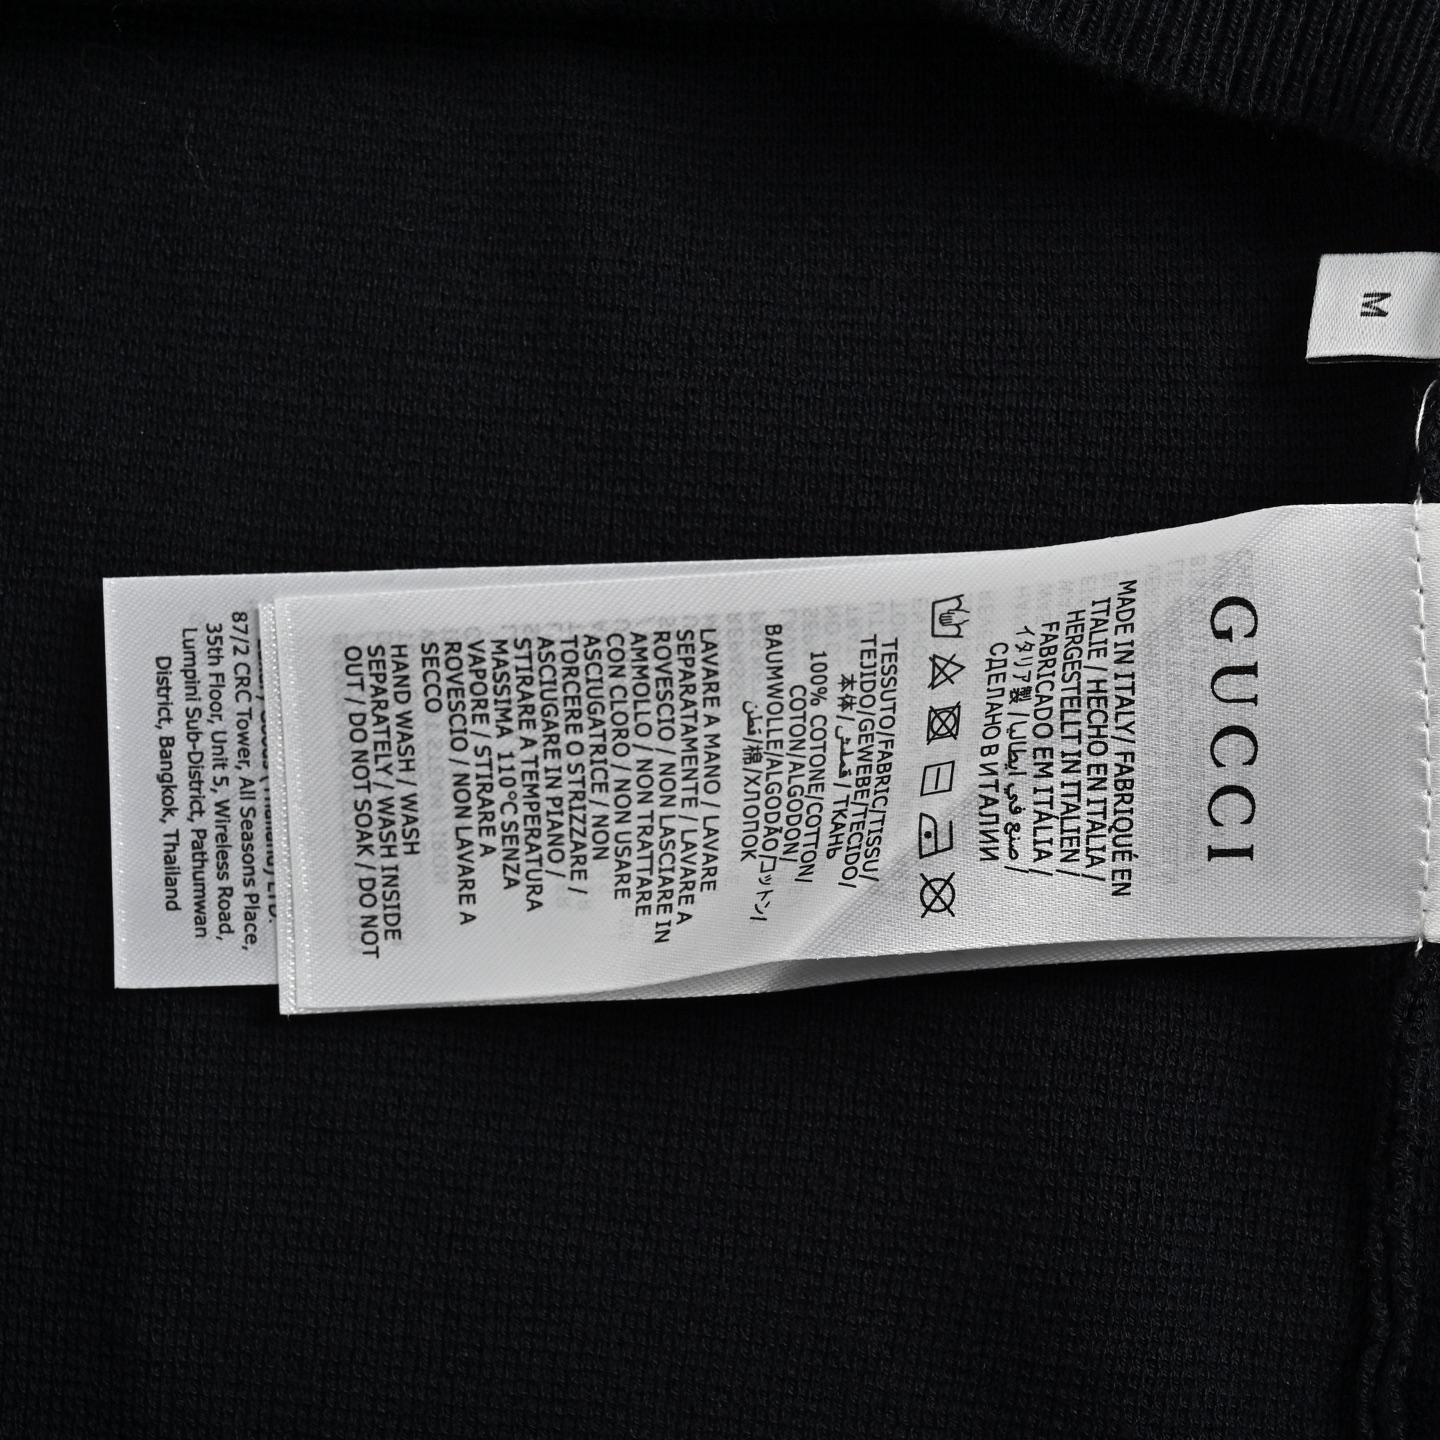 M
GUCCI
MADE IN ITALY/ FABRIQUÉ EN
ITALIE / HECHO EN ITALIA /
HERGESTELLT IN ITALIEN /
FABRICADO EM ITÁLIA /
イタリア製 / صنع في ايطاليا /
СДЕЛАНО В ИТАЛИИ
TESSUTO/FABRIC/TISSU/
TEJIDO/GEWEBE/TECIDO/
本体 / قملش / ТКАНЬ
100% COTONE/COTTON/
COTON/ALGODON/
BAUMWOLLE/ALGODÃO/コットン/
قطن/棉/ХЛОПОК
LAVARE A MANO / LAVARE
SEPARATAMENTE / LAVARE A
ROVESCIO / NON LASCIARE IN
AMMOLLO / NON TRATTARE
CON CLORO / NON USARE
ASCIUGATRICE / NON
TORCERE O STRIZZARE /
ASCIUGARE IN PIANO /
STIRARE A TEMPERATURA
MASSIMA 110°C SENZA
VAPORE / STIRARE A
ROVESCIO / NON LAVARE A
SECCO
HAND WASH / WASH
SEPARATELY / WASH INSIDE
OUT / DO NOT SOAK / DO NOT
87/2 CRC Tower, All Seasons Place,
35th Floor, Unit 5, Wireless Road,
Lumpini Sub-District, Pathumwan
District, Bangkok, Thailand